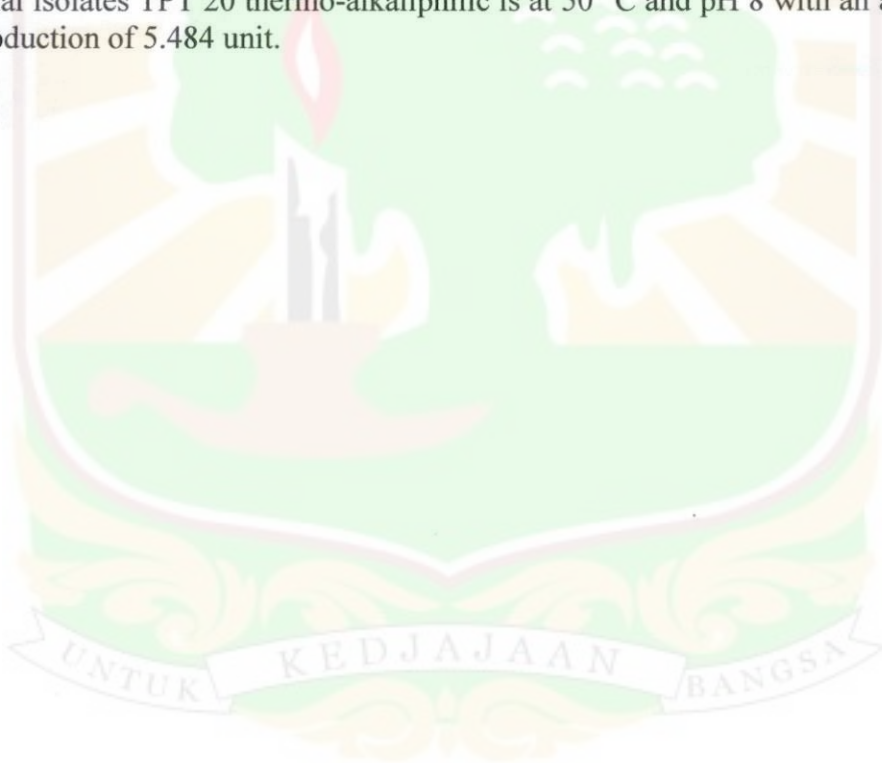 al isolates TPT 20 thermo-alkaliphilic is at 50 °C and pH 8 with an a
oduction of 5.484 unit.
UNTUK KEDJAJAAN BANGSA